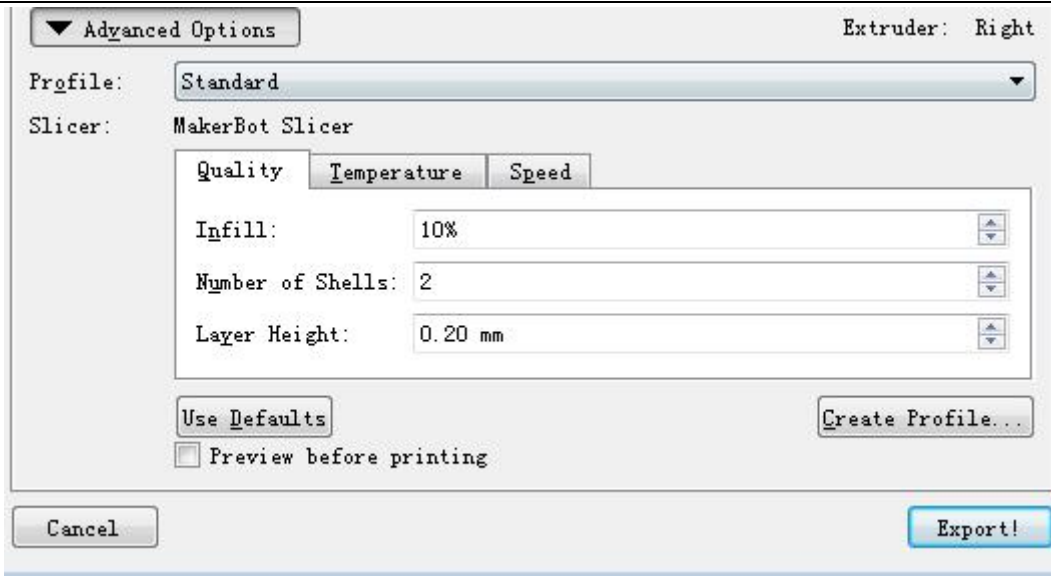 ▼ Advanced Options Extruder: Right
Profile: Standard
Slicer: MakerBot Slicer
Quality Temperature Speed
Infill: 10%
Number of Shells: 2
Layer Height: 0.20 mm
Use Defaults Create Profile...
Preview before printing
Cancel Export!